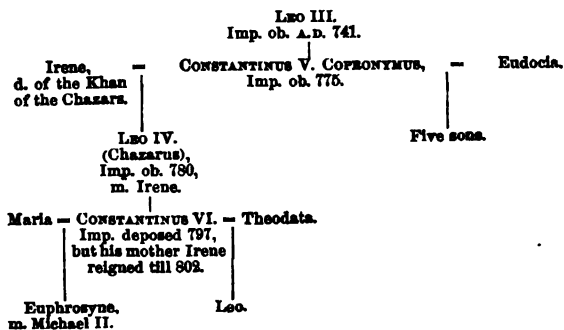 LEO III.
Imp. ob. A.D. 741.
Irene, — CONSTANTINUS V. COPRONYMUS, — Eudocia.
d. of the Khan Imp. ob. 775.
of the Chazars.
LEO IV. Five sons.
(Chazarus),
Imp. ob. 780,
m. Irene.
Maria — CONSTANTINUS VI. — Theodata.
Imp. deposed 797,
but his mother Irene
reigned till 802.
Euphrosyne, Leo.
m. Michael II.